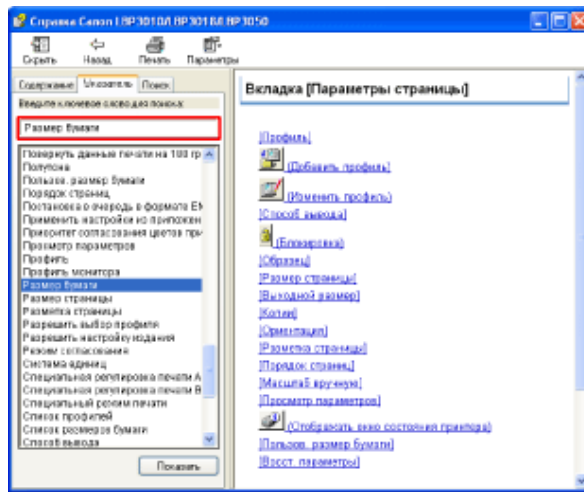 Справка Canon LBP3010/LBP3018/LBP3050
Скрыть Назад Печать Параметры
Содержание Указатель Поиск
Введите ключевое слово для поиска:
Размер бумаги
Повернуть данные печати на 180 гр
Полутона
Пользов. размер бумаги
Порядок страниц
Постановка в очередь в формате EM
Применить настройки из приложен
Приоритет согласования цветов при
Просмотр параметров
Профиль
Профиль монитора
Размер бумаги
Размер страницы
Разметка страницы
Разрешить выбор профиля
Разрешить настройку издания
Режим согласования
Система единиц
Специальная регулировка печати A
Специальная регулировка печати B
Специальный режим печати
Список профилей
Список размеров бумаги
Способ вывода
Показать
Вкладка [Параметры страницы]
[Профиль]
(Добавить профиль)
(Изменить профиль)
[Способ вывода]
(Блокировка)
[Образец]
[Размер страницы]
[Выходной размер]
[Копии]
[Ориентация]
[Разметка страницы]
[Порядок страниц]
[Масштаб вручную]
[Просмотр параметров]
(Отображать окно состояния принтера)
[Пользов. размер бумаги]
[Восст. параметры]